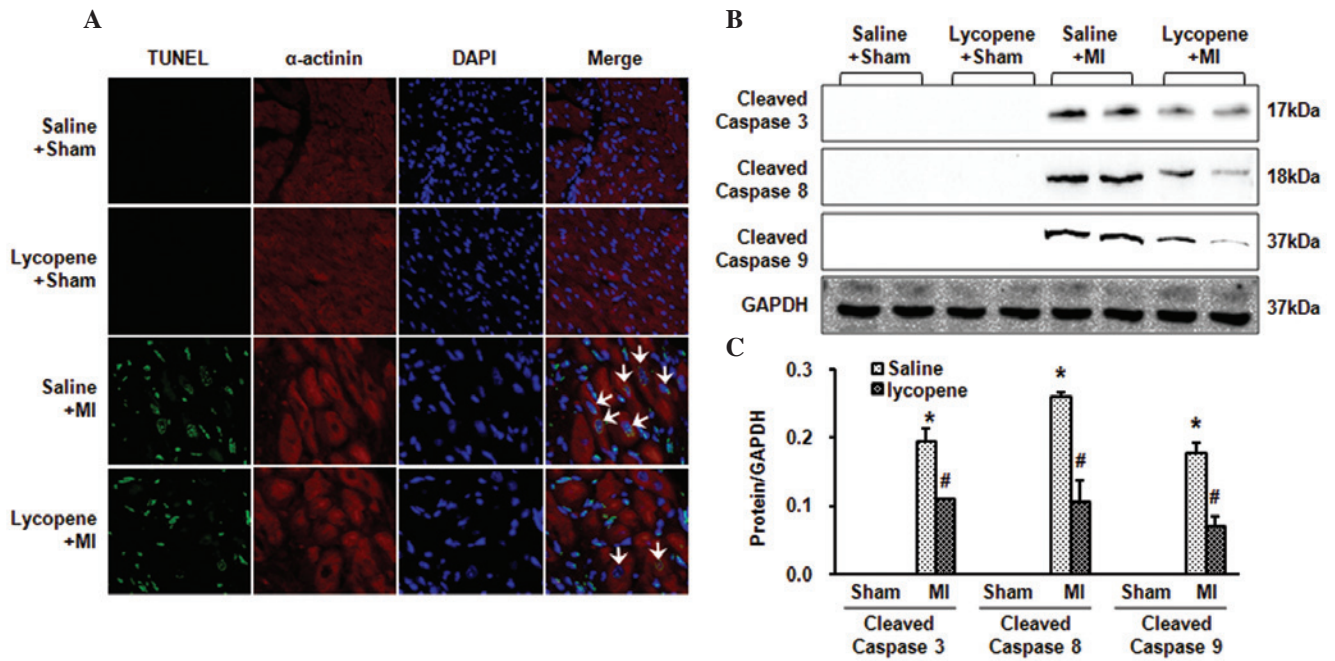 A
TUNEL α-actinin DAPI Merge
Saline
+Sham
Lycopene
+Sham
Saline
+MI
Lycopene
+MI
B
Saline Lycopene Saline Lycopene
+Sham +Sham +MI +MI
Cleaved
Caspase 3
17kDa
Cleaved
Caspase 8
18kDa
Cleaved
Caspase 9
37kDa
GAPDH
37kDa
C
Protein/GAPDH
0.3
0.2
0.1
0.0
Saline
lycopene
* # * # * #
Sham MI Sham MI Sham MI
Cleaved Cleaved Cleaved
Caspase 3 Caspase 8 Caspase 9